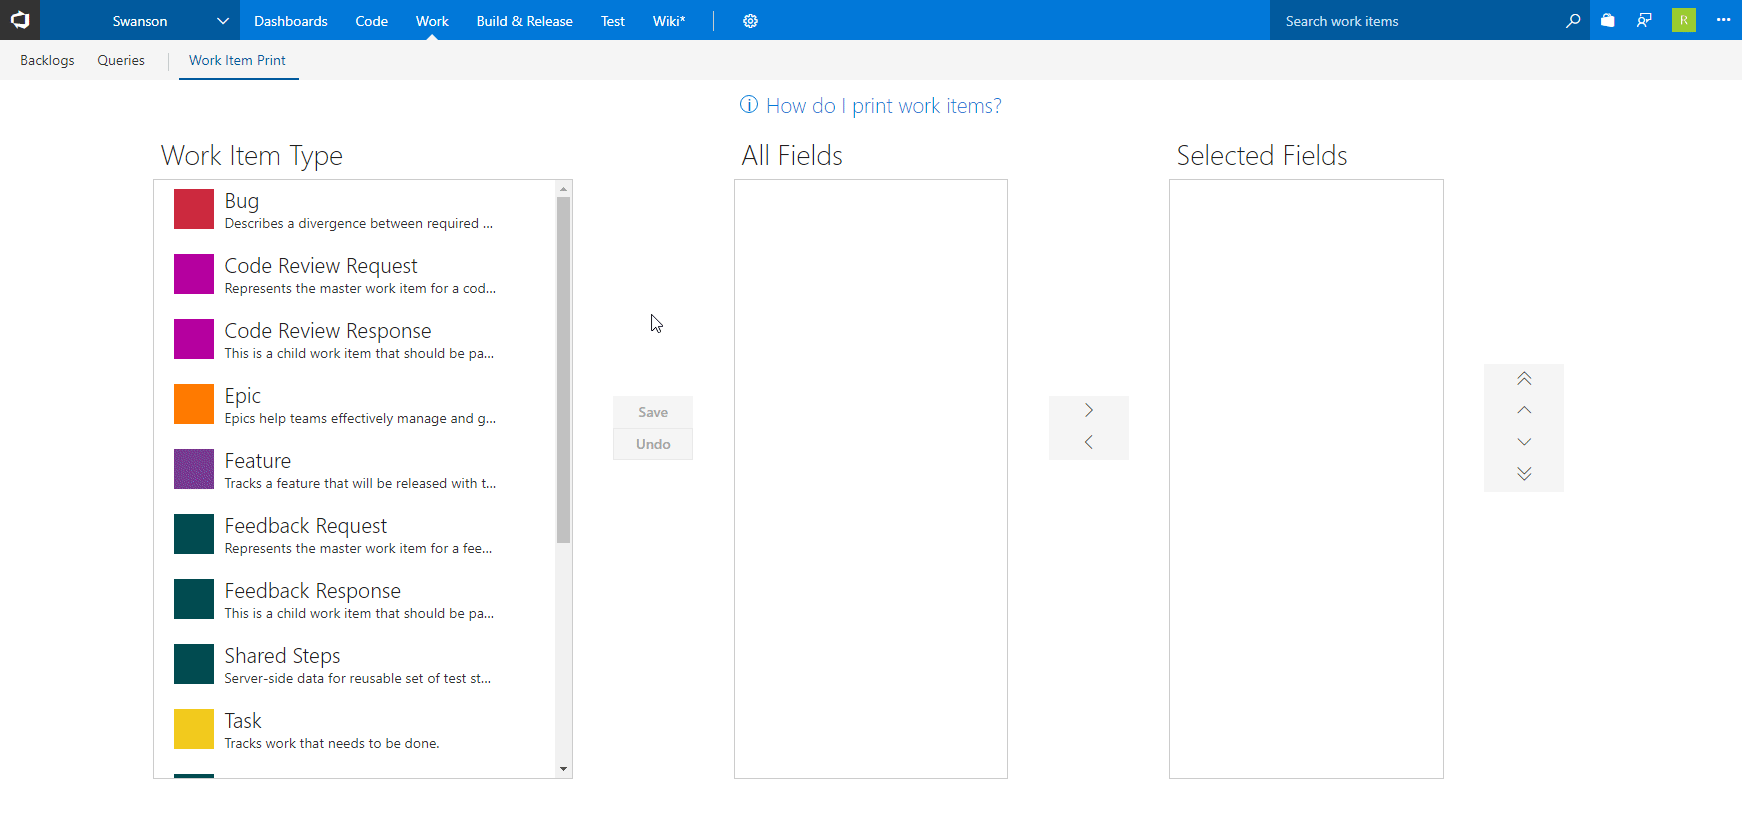 Swanson
Dashboards
Code
Work
Build & Release
Test
Wiki*
Search work items
R
Backlogs
Queries
Work Item Print
How do I print work items?
Work Item Type
All Fields
Selected Fields
Bug
Describes a divergence between required ...
Code Review Request
Represents the master work item for a cod...
Code Review Response
This is a child work item that should be pa...
Epic
Epics help teams effectively manage and g...
Feature
Tracks a feature that will be released with t...
Feedback Request
Represents the master work item for a fee...
Feedback Response
This is a child work item that should be pa...
Shared Steps
Server-side data for reusable set of test st...
Task
Tracks work that needs to be done.
Save
Undo